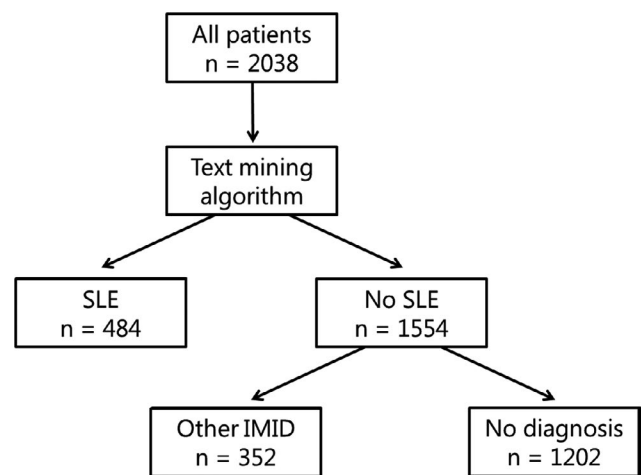 All patients
n = 2038
Text mining
algorithm
SLE
n = 484
No SLE
n = 1554
Other IMID
n = 352
No diagnosis
n = 1202